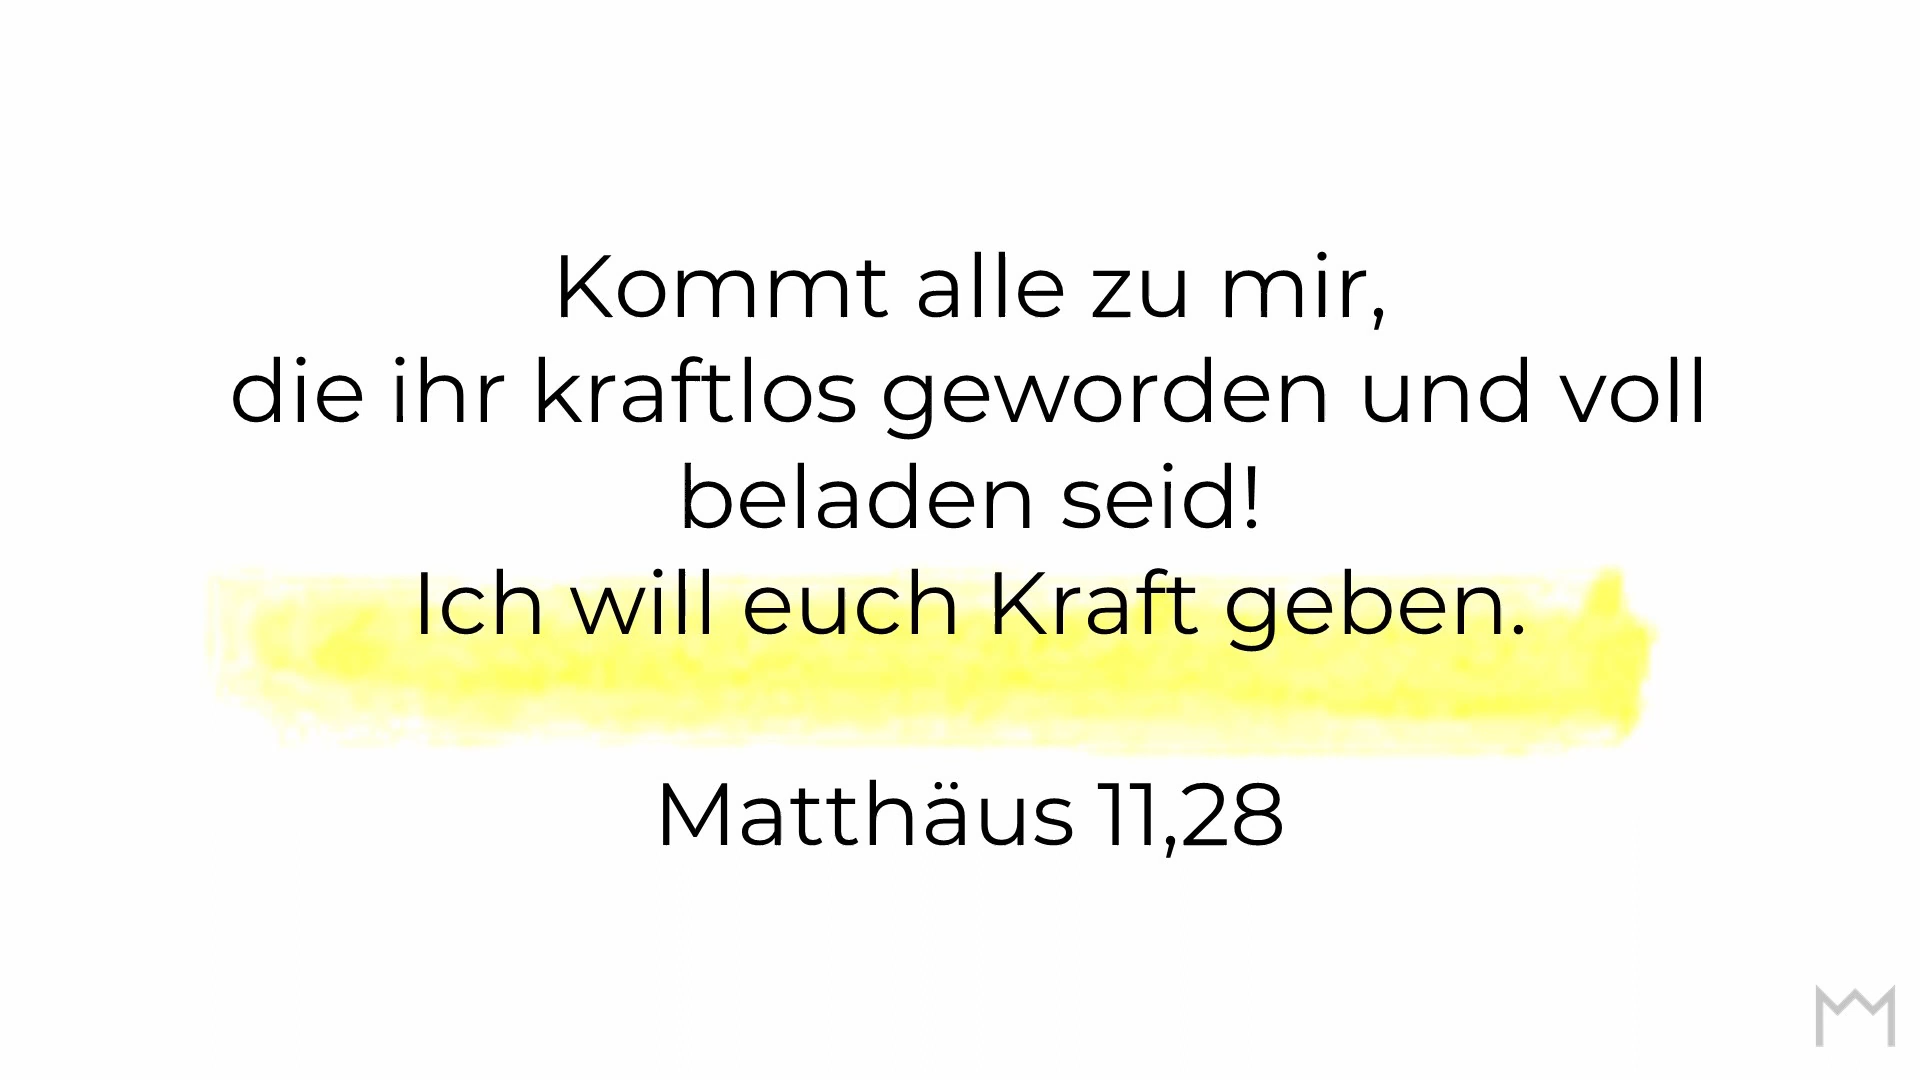 Kommt alle zu mir,
die ihr kraftlos geworden und voll
beladen seid!
Ich will euch Kraft geben.
Matthäus 11,28